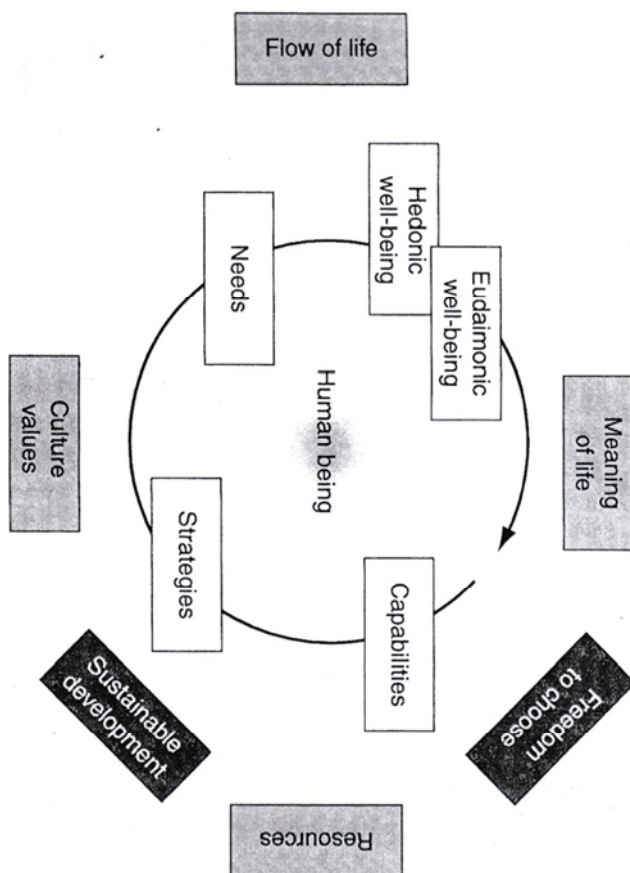 Flow of life
Hedonic
well-being
Eudaimonic
well-being
Needs
Human being
Meaning
of life
Culture
values
Strategies
Capabilities
Freedom
to choose
Sustainable
development
Resources